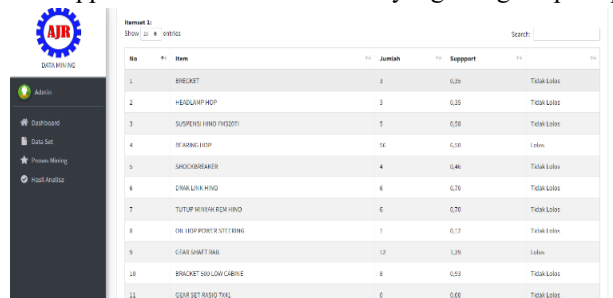 AJR
DATA MINING
Admin
Dashboard
Data Set
Proses Mining
Hasil Analisa
Itemset 1:
Show entries
Search:
No Item Jumlah Suppport
1 BRECKET 3 0,35 Tidak Lolos
2 HEADLAMP HOP 3 0,35 Tidak Lolos
3 SUSPENSI HINO 5 0,58 Tidak Lolos
4 BEARING HOP 56 6,50 Lolos
5 SHOCKBREAKER 4 0,46 Tidak Lolos
6 DRAK LINK HINO 6 0,70 Tidak Lolos
7 TUTUP MINYAK REM HINO 6 0,70 Tidak Lolos
8 OIL HOP POWER STEERING 1 0,12 Tidak Lolos
9 GEAR SHAFT RAIL 12 1,39 Lolos
10 BRACKET 500 LOW CABINE 8 0,93 Tidak Lolos
11 GEAR SET RASIO 0 0,00 Tidak Lolos